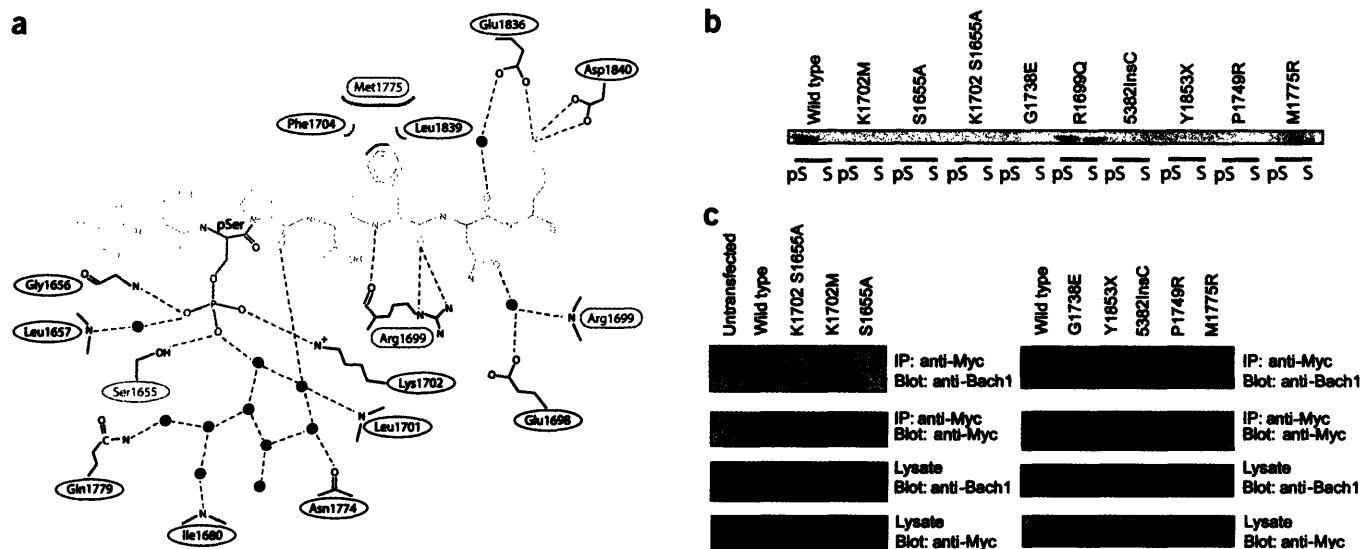 a
Glu1836
Asp1840
Met1775
Phe1704
Leu1839
pSer
N
O
Gly1656
N
O
P
O
Leu1657
N
O
OH
Ser1655
N+
Lys1702
Arg1699
N
N
N
Arg1699
Glu1698
N
Leu1701
Gln1779
N
N
Ile1680
Asn1774
b
Wild type
K1702M
S1655A
K1702 S1655A
G1738E
R1699Q
5382InsC
Y1853X
P1749R
M1775R
pS S pS S pS S pS S pS S pS S pS S pS S pS S pS S
c
Untransfected
Wild type
K1702 S1655A
K1702M
S1655A
IP: anti-Myc
Blot: anti-Bach1
IP: anti-Myc
Blot: anti-Myc
Lysate
Blot: anti-Bach1
Lysate
Blot: anti-Myc
Wild type
G1738E
Y1853X
5382InsC
P1749R
M1775R
IP: anti-Myc
Blot: anti-Bach1
IP: anti-Myc
Blot: anti-Myc
Lysate
Blot: anti-Bach1
Lysate
Blot: anti-Myc